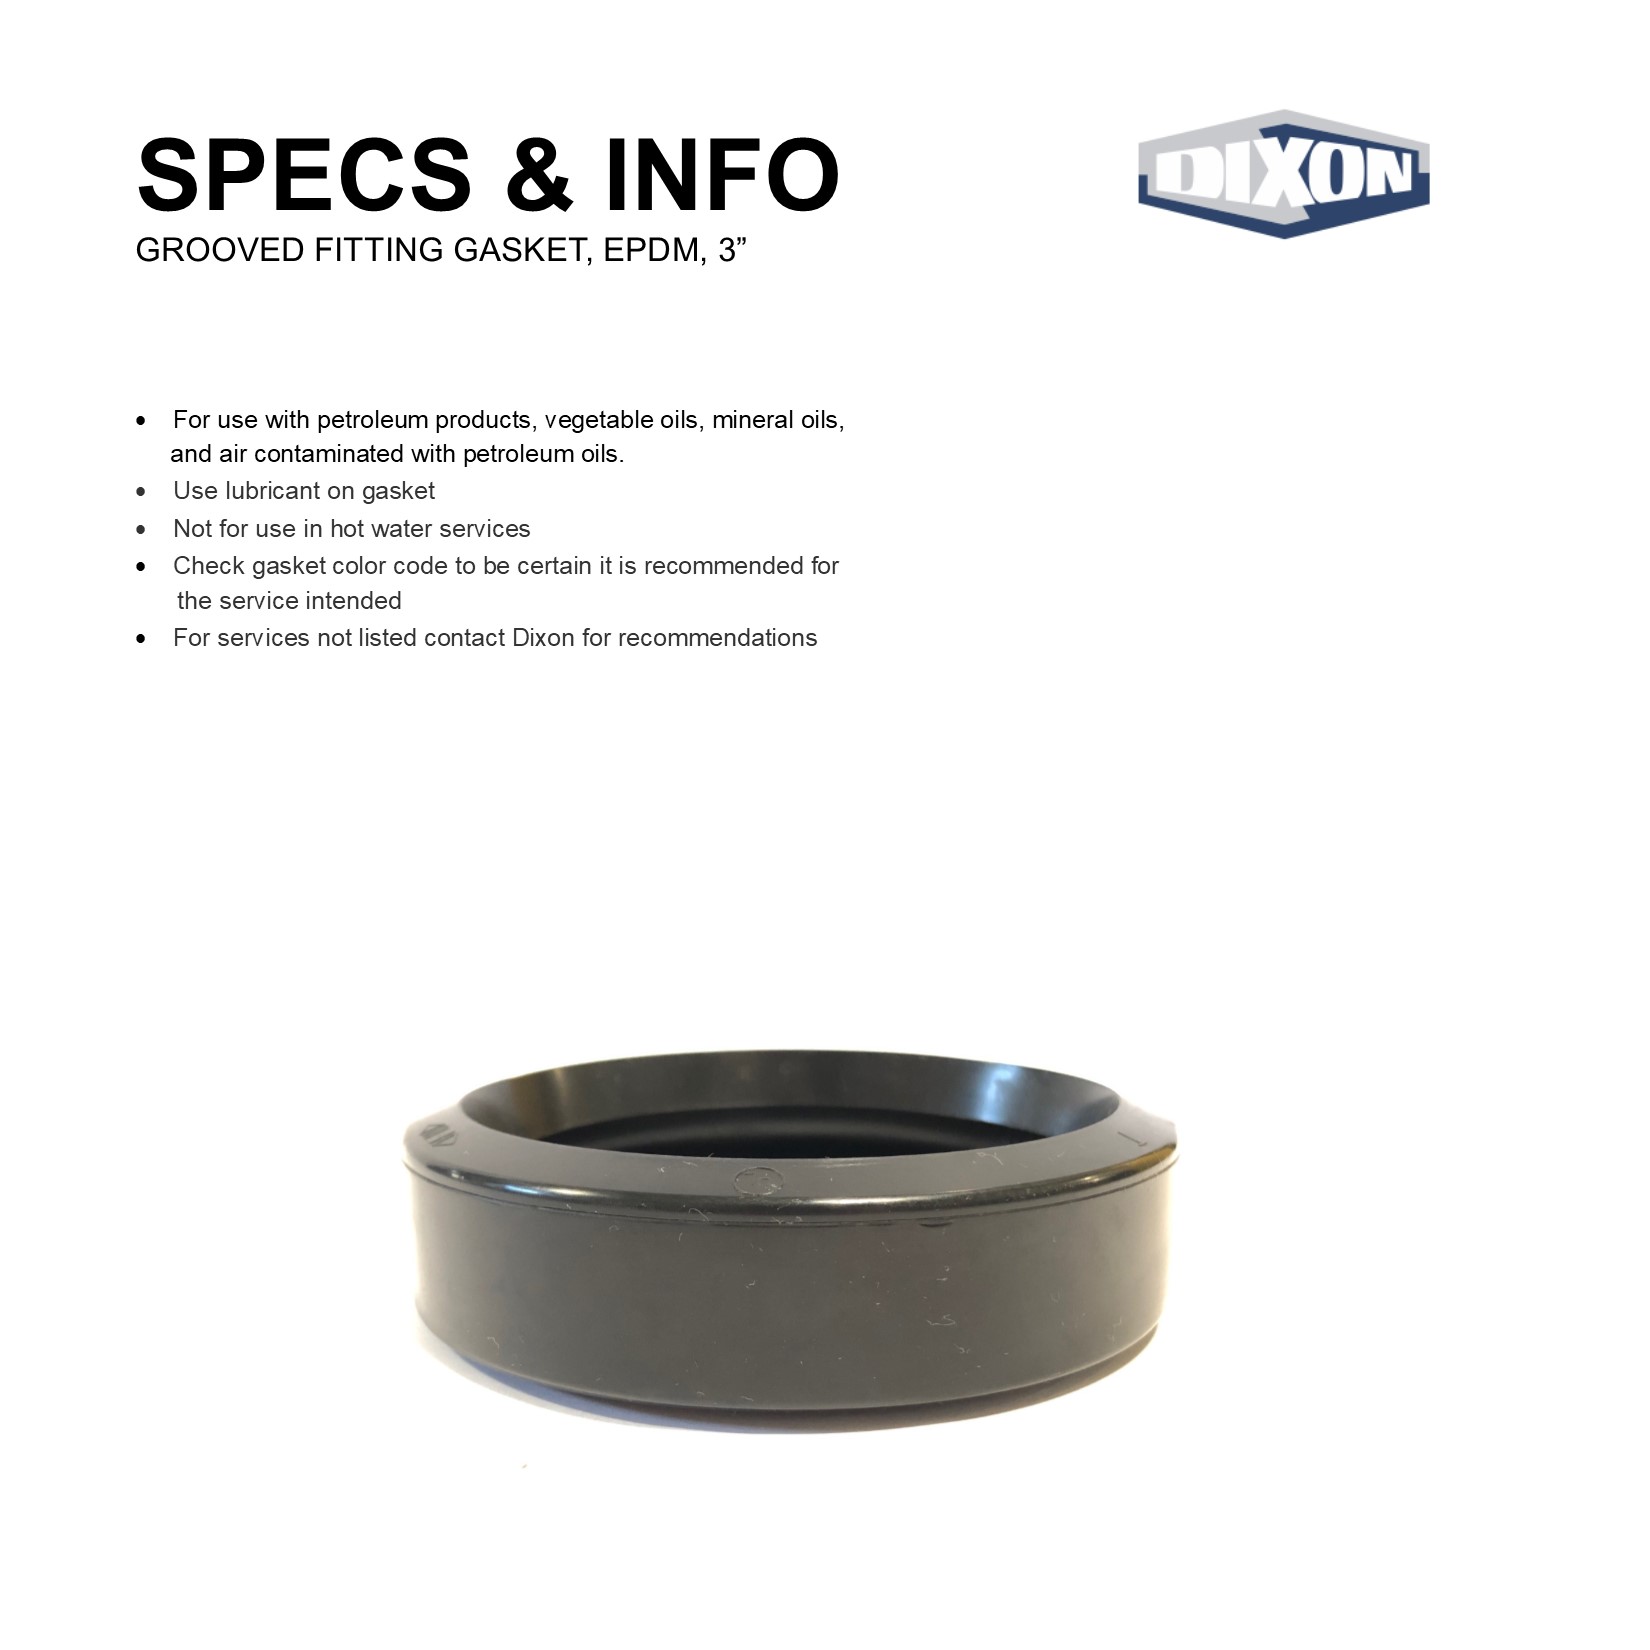 SPECS & INFO
DIXON
GROOVED FITTING GASKET, EPDM, 3”
• For use with petroleum products, vegetable oils, mineral oils,
and air contaminated with petroleum oils.
• Use lubricant on gasket
• Not for use in hot water services
• Check gasket color code to be certain it is recommended for
the service intended
• For services not listed contact Dixon for recommendations